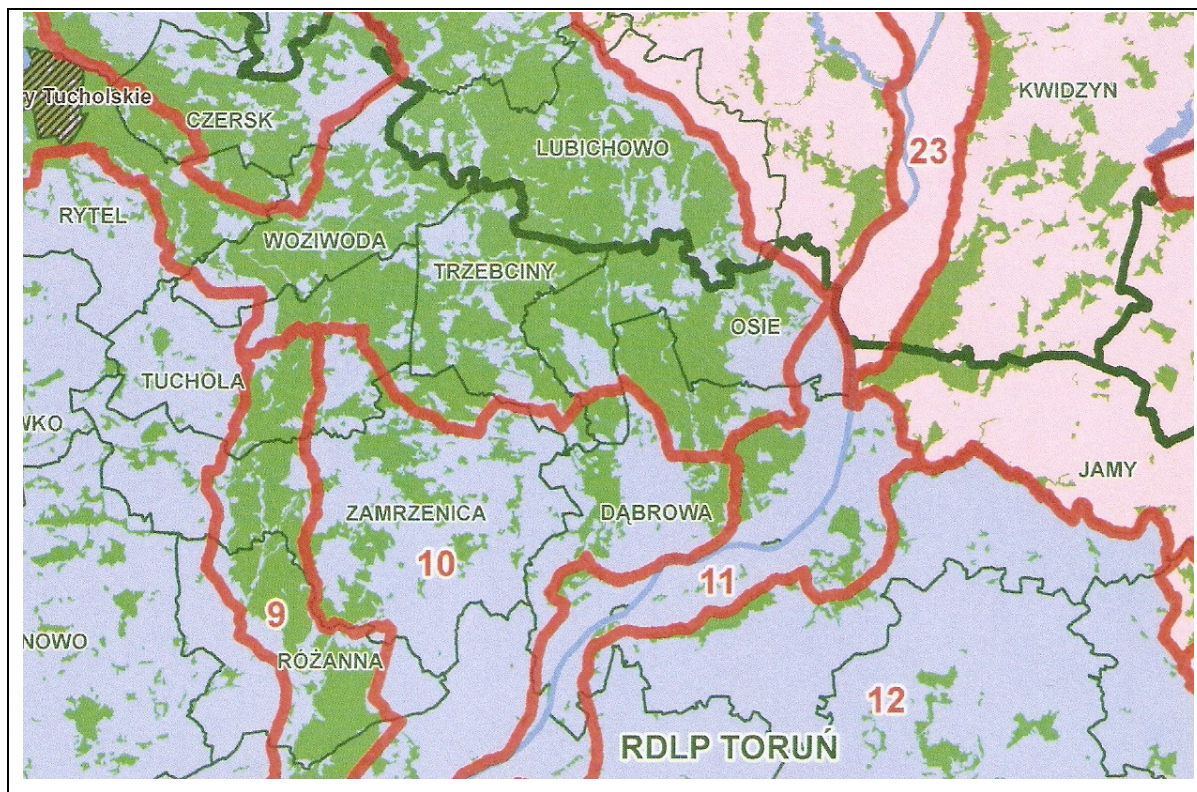 y Tucholskie
CZERSK
KWIDZYN
LUBICHOWO
23
RYTEL
WOZIWODA
TRZEBCINY
OSIE
TUCHOLA
WKO
JAMY
ZAMRZENICA
DĄBROWA
10
11
9
NOWO
RÓŻANNA
12
RDLP TORUŃ